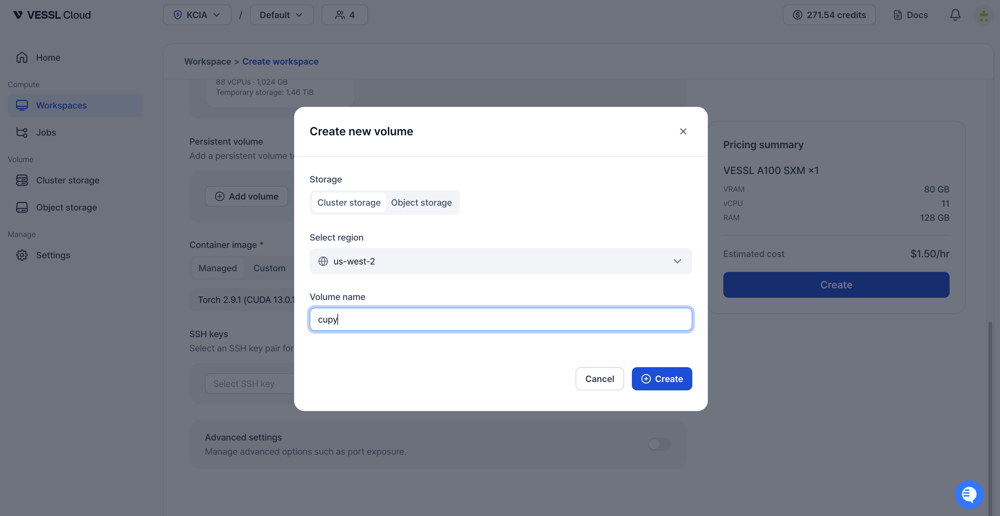 VESSL Cloud
KCIA
/
Default
4
271.54 credits
Docs
Home
Compute
Workspaces
Jobs
Volume
Cluster storage
Object storage
Manage
Settings
Workspace > Create workspace
88 vCPUs · 1,024 GB
Temporary storage: 1.46 TiB
Persistent volume
Add a persistent volume
Add volume
Container image *
Managed Custom
Torch 2.9.1 (CUDA 13.0.1
SSH keys
Select an SSH key pair for
Select SSH key
Advanced settings
Manage advanced options such as port exposure.
Create new volume
Storage
Cluster storage Object storage
Select region
us-west-2
Volume name
cupy
Cancel
Create
Pricing summary
VESSL A100 SXM ×1
VRAM 80 GB
vCPU 11
RAM 128 GB
Estimated cost $1.50/hr
Create